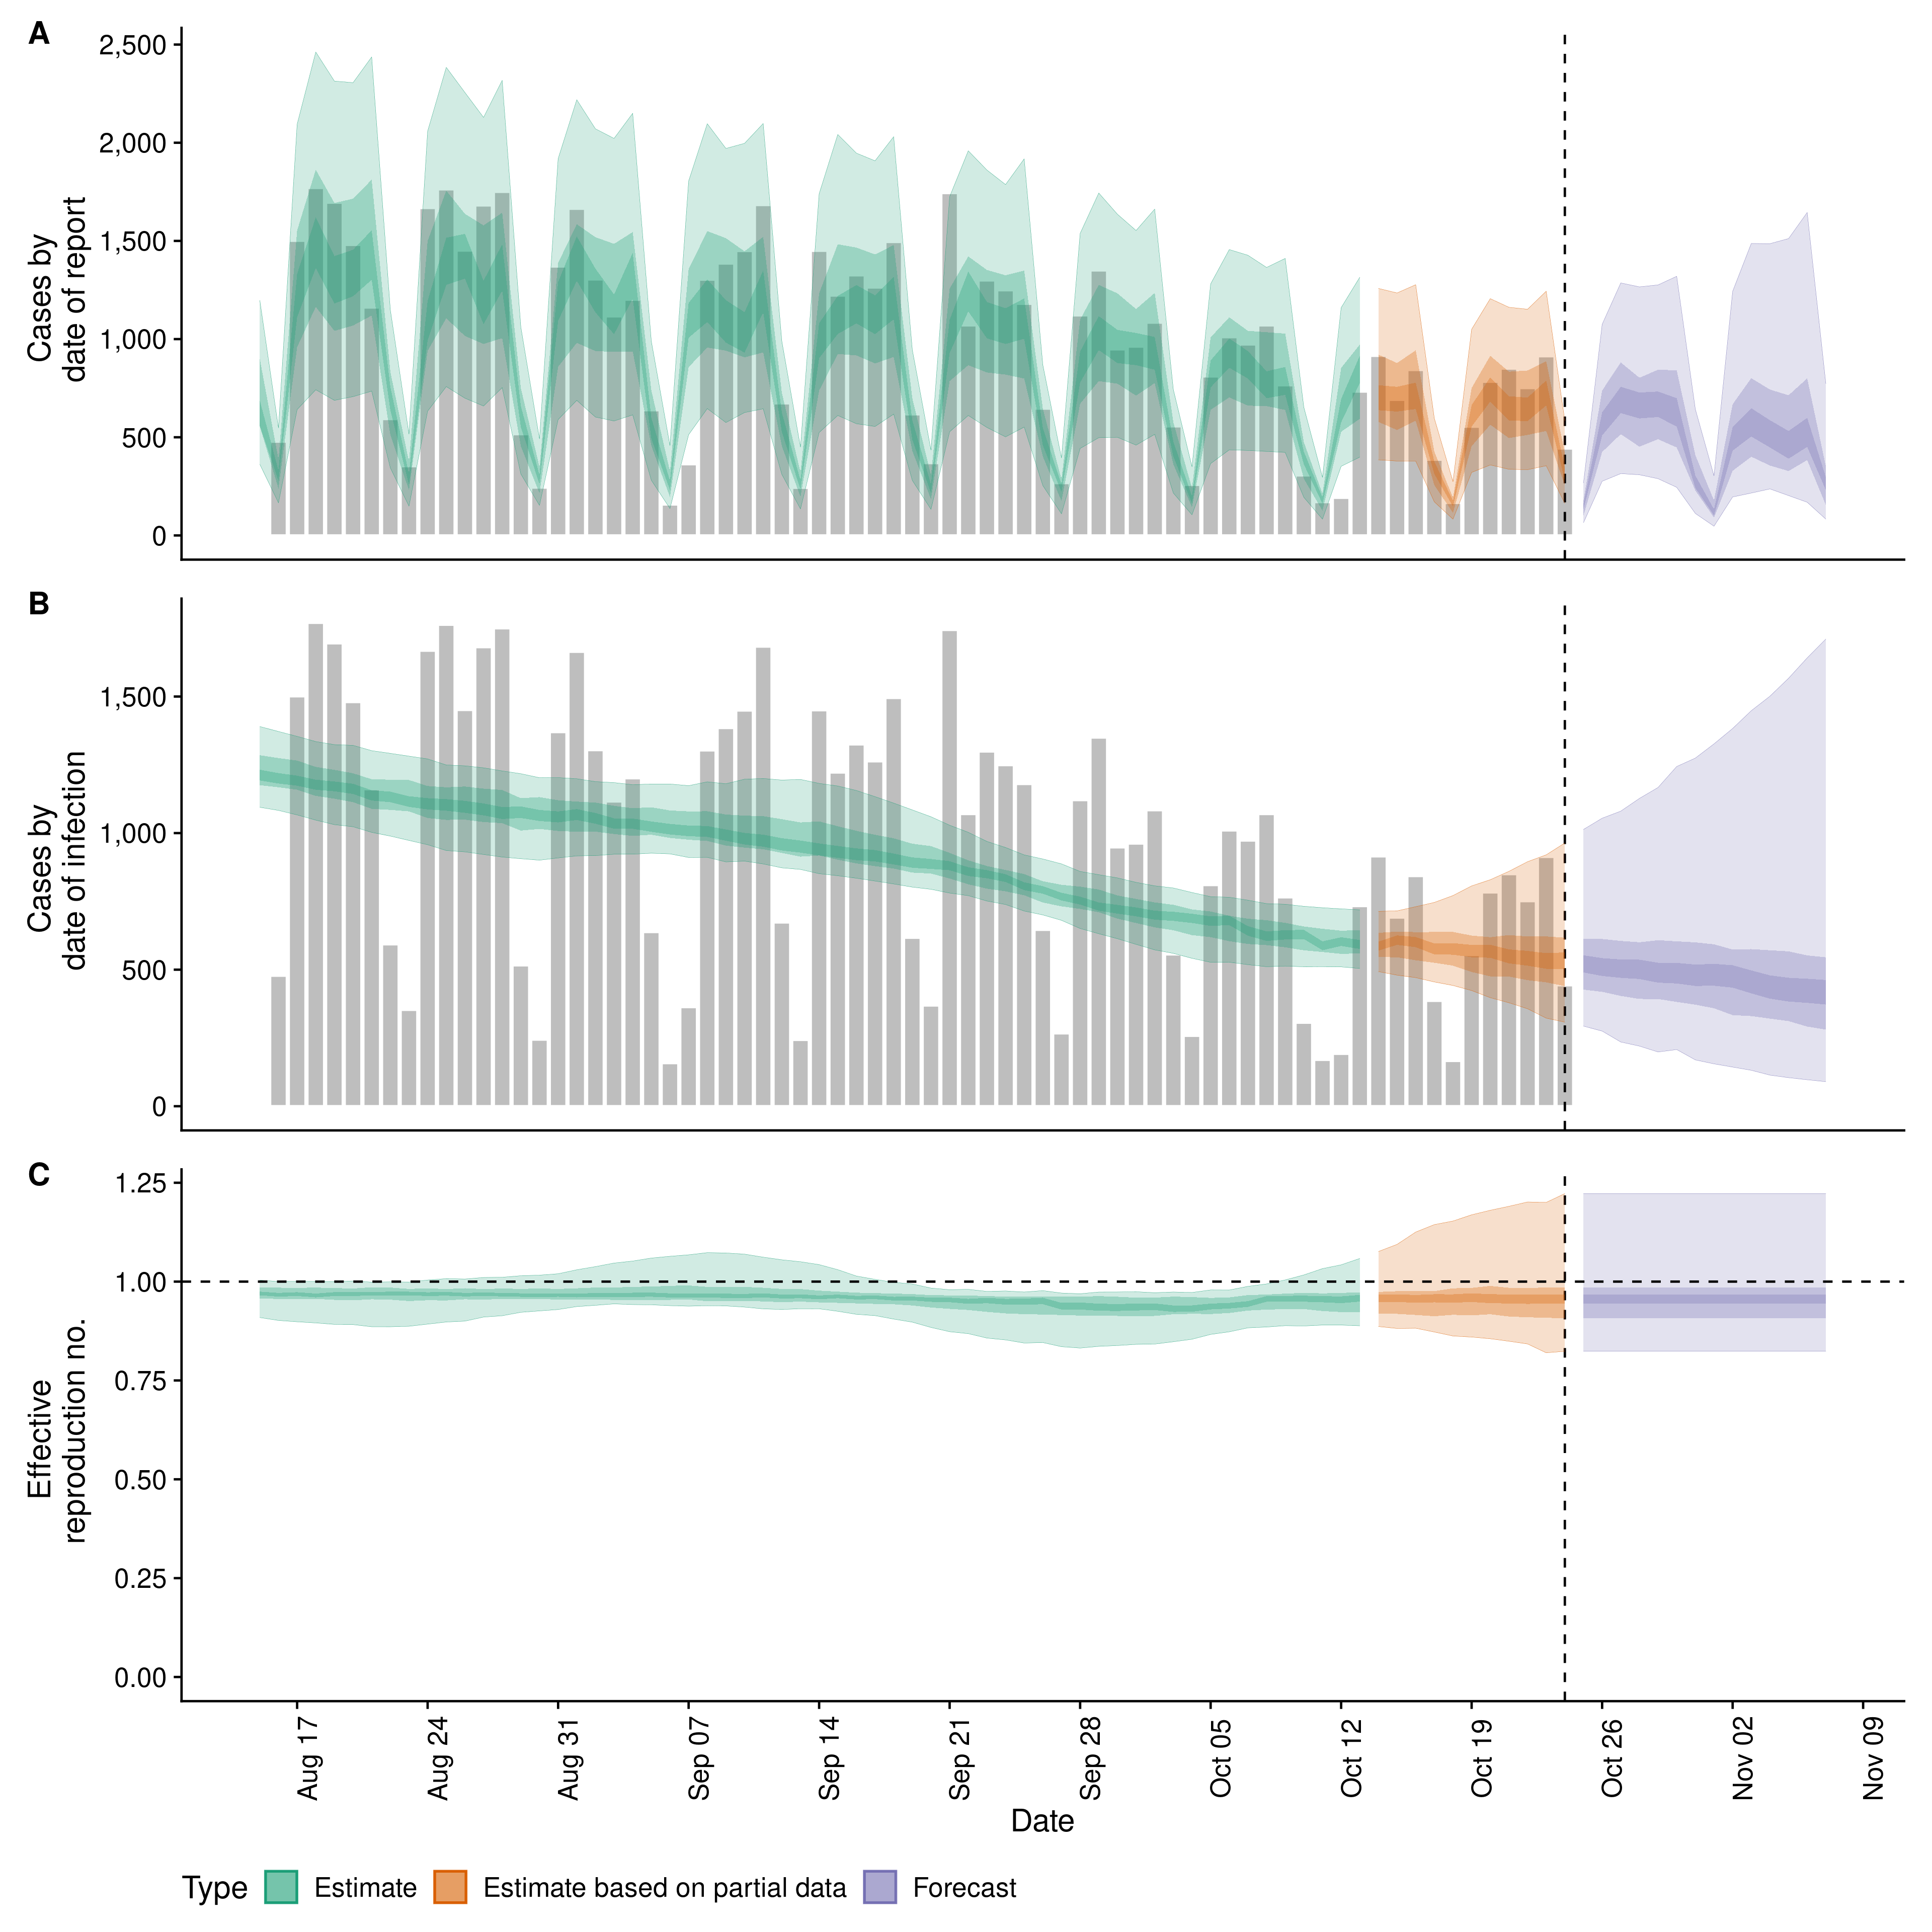 A
2,500
2,000
1,500
1,000
500
0
Cases by
date of report
B
1,500
1,000
500
0
Cases by
date of infection
C
1.25
1.00
0.75
0.50
0.25
0.00
Effective
reproduction no.
Aug 17
Aug 24
Aug 31
Sep 07
Sep 14
Sep 21
Sep 28
Oct 05
Oct 12
Oct 19
Oct 26
Nov 02
Nov 09
Date
Type Estimate Estimate based on partial data Forecast